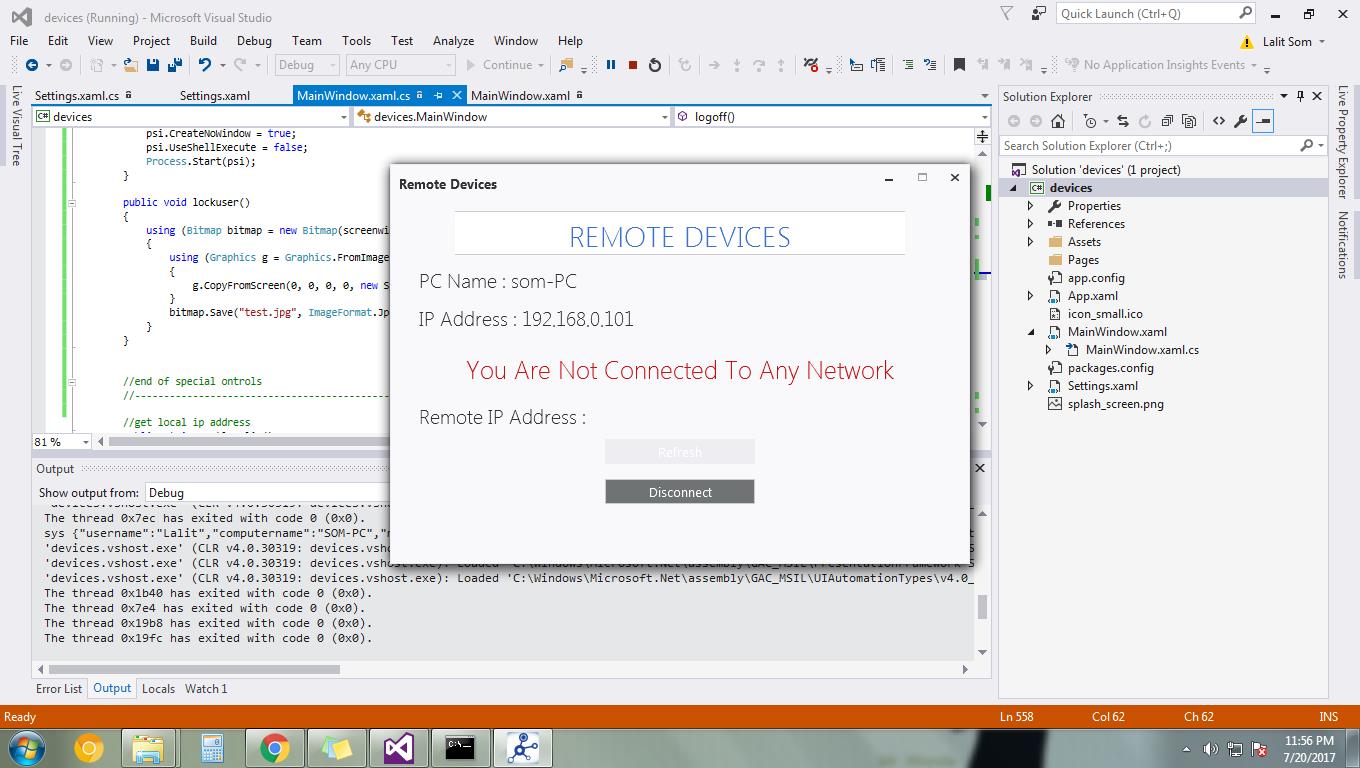 devices (Running) - Microsoft Visual Studio
Quick Launch (Ctrl+Q)
File Edit View Project Build Debug Team Tools Test Analyze Window Help
Lalit Som
Debug Any CPU Continue No Application Insights Events
Settings.xaml.cs Settings.xaml MainWindow.xaml.cs MainWindow.xaml
devices devices.MainWindow logoff()
Live Visual Tree
psi.CreateNoWindow = true;
psi.UseShellExecute = false;
Process.Start(psi);
}
public void lockuser()
{
using (Bitmap bitmap = new Bitmap(screenwi
{
using (Graphics g = Graphics.FromImage
{
g.CopyFromScreen(0, 0, 0, 0, new S
}
bitmap.Save("test.jpg", ImageFormat.Jp
}
}
//end of special ontrols
//--------------------------------------------
//get local ip address
81 %
Remote Devices
REMOTE DEVICES
PC Name : som-PC
IP Address : 192.168.0.101
You Are Not Connected To Any Network
Remote IP Address :
Refresh
Disconnect
Output
Show output from: Debug
The thread 0x7ec has exited with code 0 (0x0).
sys {"username":"Lalit","computername":"SOM-PC",
'devices.vshost.exe' (CLR v4.0.30319: devices.vsho
'devices.vshost.exe' (CLR v4.0.30319: devices.vshost.exe): Loaded 'C:\Windows\Microsoft.Net\assembly\GAC_MSIL\PresentationFramework
'devices.vshost.exe' (CLR v4.0.30319: devices.vshost.exe): Loaded 'C:\Windows\Microsoft.Net\assembly\GAC_MSIL\UIAutomationTypes\v4.0_
The thread 0x1b40 has exited with code 0 (0x0).
The thread 0x7e4 has exited with code 0 (0x0).
The thread 0x19b8 has exited with code 0 (0x0).
The thread 0x19fc has exited with code 0 (0x0).
Error List Output Locals Watch 1
Solution Explorer
Search Solution Explorer (Ctrl+;)
Solution 'devices' (1 project)
C# devices
Properties
References
Assets
Pages
app.config
App.xaml
icon_small.ico
MainWindow.xaml
MainWindow.xaml.cs
packages.config
Settings.xaml
splash_screen.png
Live Property Explorer
Notifications
Ready Ln 558 Col 62 Ch 62 INS
11:56 PM
7/20/2017